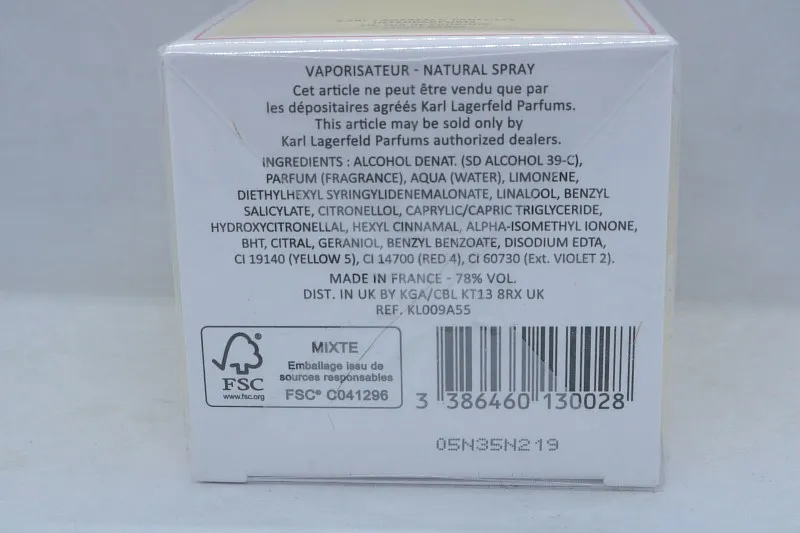 VAPORISATEUR - NATURAL SPRAY
Cet article ne peut être vendu que par
les dépositaires agréés Karl Lagerfeld Parfums.
This article may be sold only by
Karl Lagerfeld Parfums authorized dealers.
INGREDIENTS : ALCOHOL DENAT. (SD ALCOHOL 39-C),
PARFUM (FRAGRANCE), AQUA (WATER), LIMONENE,
DIETHYLHEXYL SYRINGYLIDENEMALONATE, LINALOOL, BENZYL
SALICYLATE, CITRONELLOL, CAPRYLIC/CAPRIC TRIGLYCERIDE,
HYDROXYCITRONELLAL, HEXYL CINNAMAL, ALPHA-ISOMETHYL IONONE,
BHT, CITRAL, GERANIOL, BENZYL BENZOATE, DISODIUM EDTA,
CI 19140 (YELLOW 5), CI 14700 (RED 4), CI 60730 (Ext. VIOLET 2).
MADE IN FRANCE - 78% VOL.
DIST. IN UK BY KGA/CBL KT13 8RX UK
REF. KL009A55
FSC
www.fsc.org
MIXTE
Emballage issu de
sources responsables
FSC® C041296
3 386460 130028
05N35N219